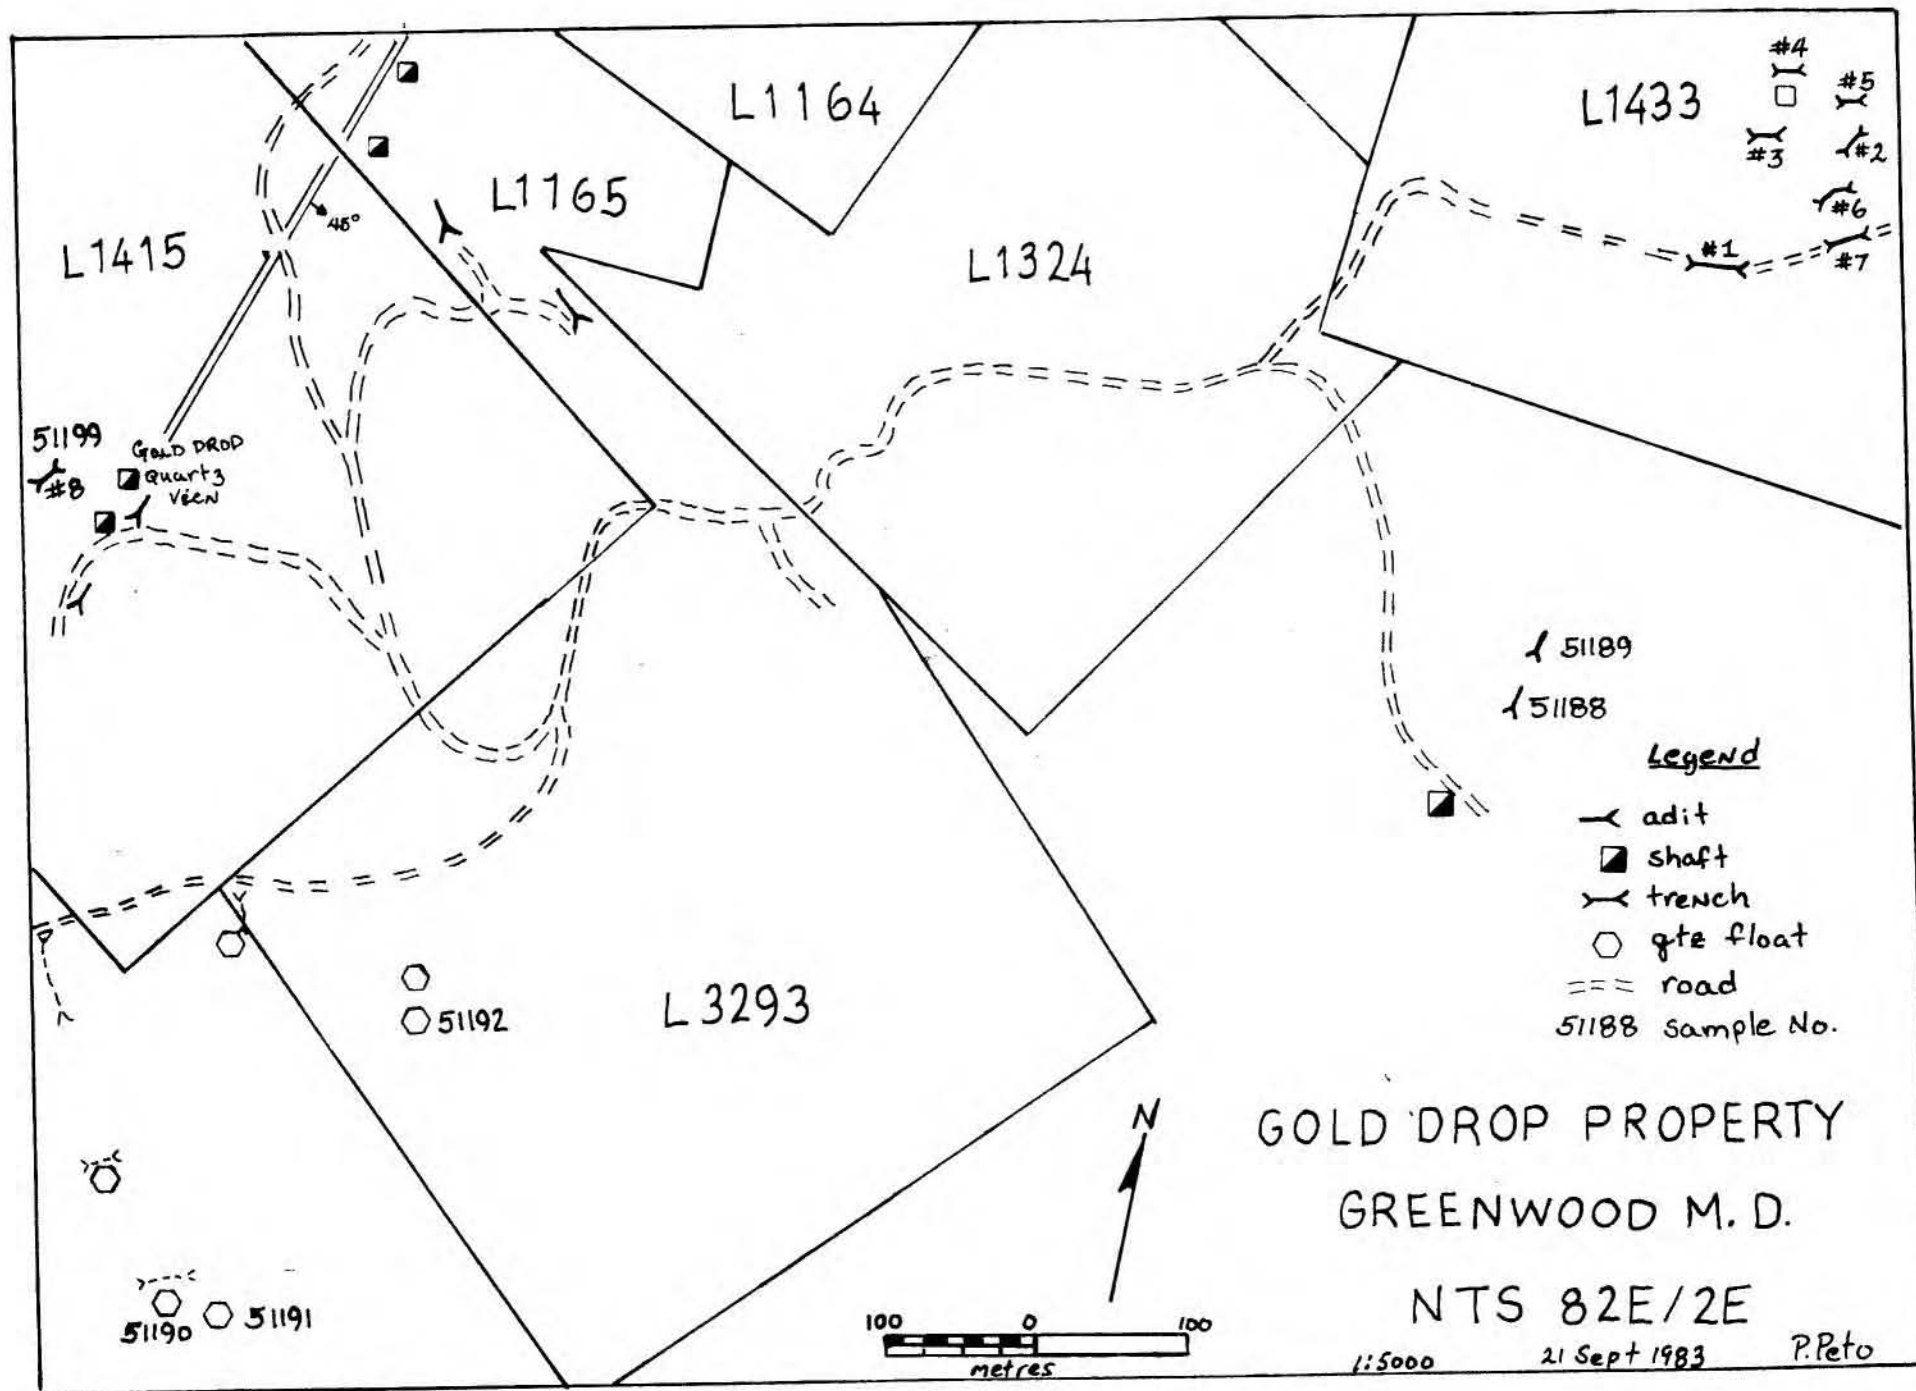 L1164
L1433
#4
#5
#3
#2
#6
#1
#7
L1165
45°
L1415
L1324
51199
#8
GOLD DROP
Quartz
Vien
51189
51188
Legend
adit
shaft
trench
qtz float
road
51188 sample No.
51192
L3293
N
51190
51191
100 0 100
metres
GOLD DROP PROPERTY
GREENWOOD M.D.
NTS 82E/2E
1:5000 21 Sept 1983 P.Peto